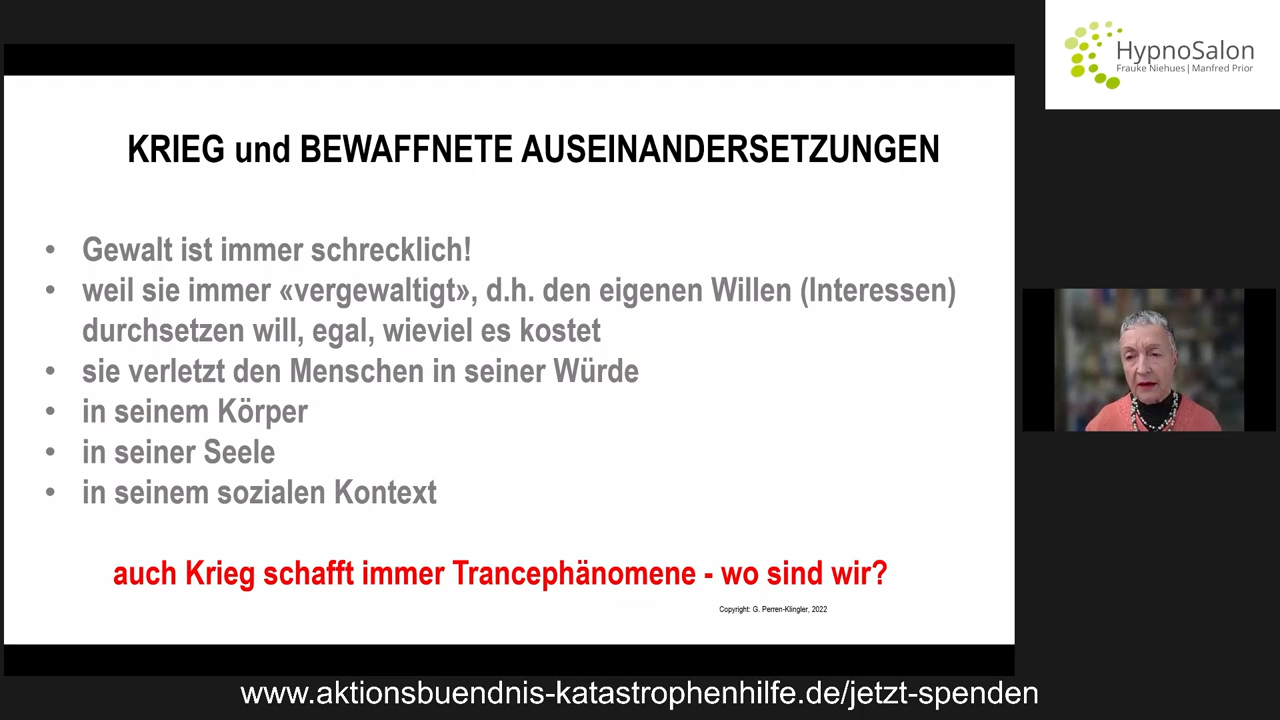 HypnoSalon
Frauke Niehues | Manfred Prior
KRIEG und BEWAFFNETE AUSEINANDERSETZUNGEN
• Gewalt ist immer schrecklich!
• weil sie immer «vergewaltigt», d.h. den eigenen Willen (Interessen)
durchsetzen will, egal, wieviel es kostet
• sie verletzt den Menschen in seiner Würde
• in seinem Körper
• in seiner Seele
• in seinem sozialen Kontext
auch Krieg schafft immer Trancephänomene - wo sind wir?
Copyright: G. Perren-Klingler, 2022
www.aktionsbuendnis-katastrophenhilfe.de/jetzt-spenden